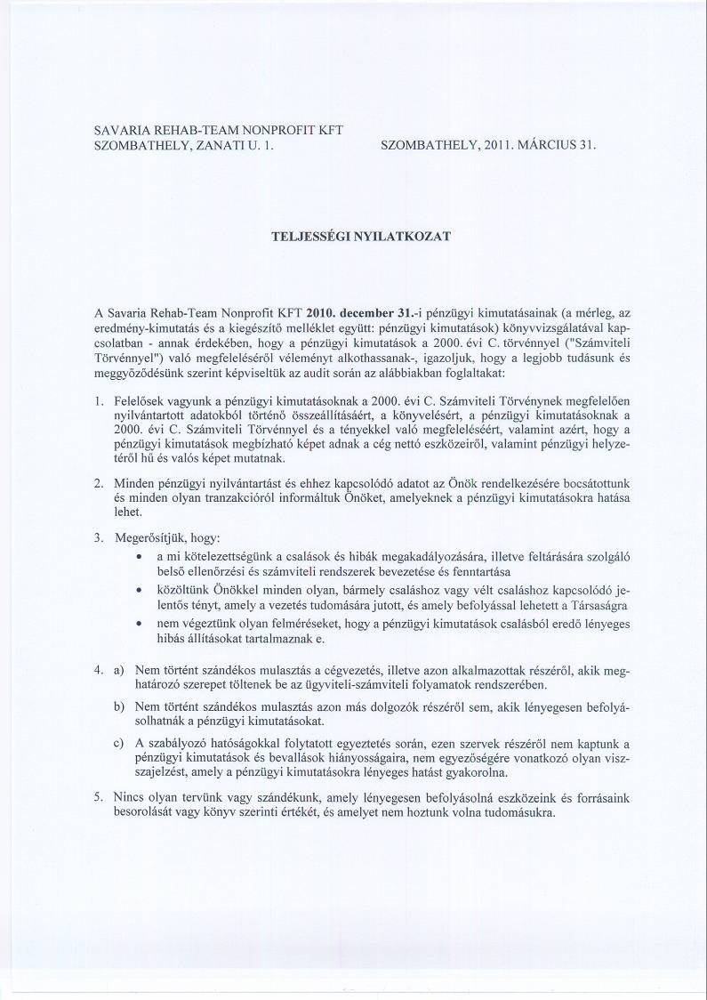 SAVARIA REHAB-TEAM NONPROFIT KFT
SZOMBATHELY, ZANATI U. 1. SZOMBATHELY, 2011. MÁRCIUS 31.
TELJESSÉGI NYILATKOZAT
A Savaria Rehab-Team Nonprofit KFT 2010. december 31.-i pénzügyi kimutatásainak (a mérleg, az
eredmény-kimutatás és a kiegészítő melléklet együtt: pénzügyi kimutatások) könyvvizsgálatával kap-
csolatban - annak érdekében, hogy a pénzügyi kimutatások a 2000. évi C. törvénnyel ("Számviteli
Törvénnyel") való megfeleléséről véleményt alkothassanak-, igazoljuk, hogy a legjobb tudásunk és
meggyőződésünk szerint képviseltük az audit során az alábbiakban foglaltakat:
1. Felelősek vagyunk a pénzügyi kimutatásoknak a 2000. évi C. Számviteli Törvénynek megfelelően
nyilvántartott adatokból történő összeállításáért, a könyvelésért, a pénzügyi kimutatásoknak a
2000. évi C. Számviteli Törvénnyel és a tényekkel való megfeleléséért, valamint azért, hogy a
pénzügyi kimutatások megbízható képet adnak a cég nettó eszközeiről, valamint pénzügyi helyze-
téről hű és valós képet mutatnak.
2. Minden pénzügyi nyilvántartást és ehhez kapcsolódó adatot az Önök rendelkezésére bocsátottunk
és minden olyan tranzakcióról informáltuk Önöket, amelyeknek a pénzügyi kimutatásokra hatása
lehet.
3. Megerősítjük, hogy:
• a mi kötelezettségünk a csalások és hibák megakadályozására, illetve feltárására szolgáló
belső ellenőrzési és számviteli rendszerek bevezetése és fenntartása
• közöltünk Önökkel minden olyan, bármely csaláshoz vagy vélt csaláshoz kapcsolódó je-
lentős tényt, amely a vezetés tudomására jutott, és amely befolyással lehetett a Társaságra
• nem végeztünk olyan felméréseket, hogy a pénzügyi kimutatások csalásból eredő lényeges
hibás állításokat tartalmaznak e.
4. a) Nem történt szándékos mulasztás a cégvezetés, illetve azon alkalmazottak részéről, akik meg-
határozó szerepet töltenek be az ügyviteli-számviteli folyamatok rendszerében.
b) Nem történt szándékos mulasztás azon más dolgozók részéről sem, akik lényegesen befolyá-
solhatnák a pénzügyi kimutatásokat.
c) A szabályozó hatóságokkal folytatott egyeztetés során, ezen szervek részéről nem kaptunk a
pénzügyi kimutatások és bevallások hiányosságaira, nem egyezőségére vonatkozó olyan visz-
szajelzést, amely a pénzügyi kimutatásokra lényeges hatást gyakorolna.
5. Nincs olyan tervünk vagy szándékunk, amely lényegesen befolyásolná eszközeink és forrásaink
besorolását vagy könyv szerinti értékét, és amelyet nem hoztunk volna tudomásukra.